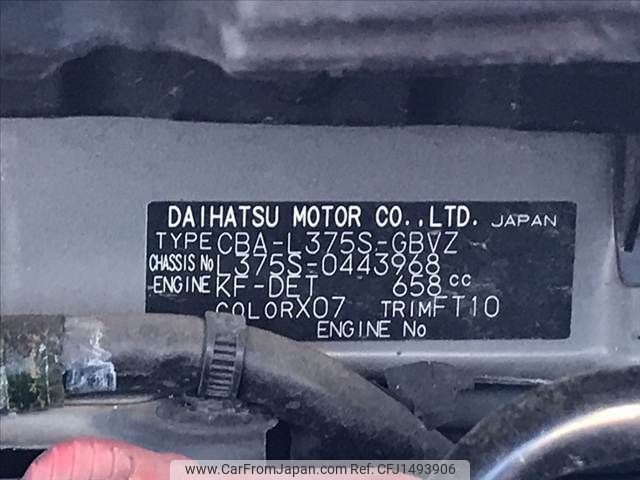 DAIHATSU MOTOR CO.,LTD. JAPAN
TYPE CBA-L375S-GBVZ
CHASSIS No L375S-0443968
ENGINE KF-DET 658 cc
COLOR X07 TRIM FT10
ENGINE No
www.CarFromJapan.com CFJ1493906